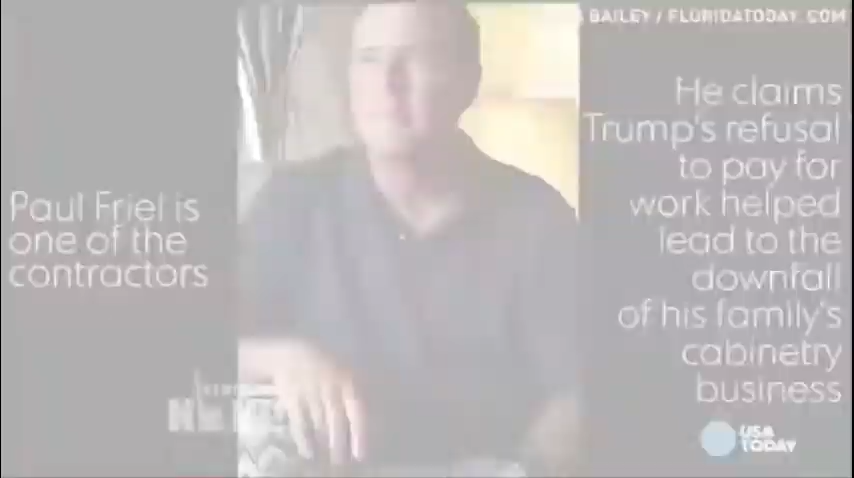 BAILEY / FLORIDATODAY.COM
Paul Friel is
one of the
contractors
He claims
Trump's refusal
to pay for
work helped
lead to the
downfall
of his family's
cabinetry
business
USA
TODAY